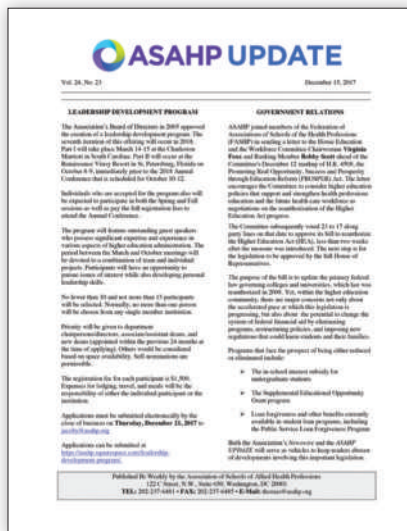 ASAHP UPDATE
Vol. 24, No. 23
December 15, 2017
LEADERSHIP DEVELOPMENT PROGRAM
The Association's Board of Directors in 2005 approved
the creation of a leadership development program. The
seventh iteration of this offering will occur in 2018.
Part I will take place March 14-15 at the Charleston
Marriott in South Carolina. Part II will occur at the
Renaissance Vinoy Resort in St. Petersburg, Florida on
October 8-9, immediately prior to the 2018 Annual
Conference that is scheduled for October 10-12.
Individuals who are accepted for the program also will
be expected to participate in both the Spring and Fall
sessions as well as pay the full registration fees to
attend the Annual Conference.
The program will feature outstanding guest speakers
who possess significant expertise and experience in
various aspects of higher education administration. The
period between the March and October meetings will
be devoted to a combination of team and individual
projects. Participants will have an opportunity to
pursue issues of interest while also developing personal
leadership skills.
No fewer than 10 and not more than 15 participants
will be selected. Normally, no more than one person
will be chosen from any single member institution.
Priority will be given to department
chairpersons/directors, associate/assistant deans, and
new deans (appointed within the previous 24 months at
the time of applying). Others would be considered
based on space availability. Self-nominations are
permissible.
The registration fee for each participant is $1,500.
Expenses for lodging, travel, and meals will be the
responsibility of either the individual participant or the
institution.
Applications must be submitted electronically by the
close of business on Thursday, December 21, 2017 to
Applications can be submitted at
GOVERNMENT RELATIONS
ASAHP joined members of the Federation of
Associations of Schools of the Health Professions
(FASHP) in sending a letter to the House Education
and the Workforce Committee Chairwoman Virginia
Foxx and Ranking Member Bobby Scott ahead of the
Committee's December 12 markup of H.R. 4508, the
Promoting Real Opportunity, Success and Prosperity
through Education Reform (PROSPER) Act. The letter
encourages the Committee to consider higher education
policies that support and strengthen health professions
education and the future health care workforce as
negotiations on the reauthorization of the Higher
Education Act progress.
The Committee subsequently voted 23 to 17 along
party lines on that date to approve its bill to reauthorize
the Higher Education Act (HEA), less than two weeks
after the measure was introduced. The next step is for
the legislation to be approved by the full House of
Representatives.
The purpose of the bill is to update the primary federal
law governing colleges and universities, which last was
reauthorized in 2008. Yet, within the higher education
community, there are major concerns not only about
the accelerated pace at which this legislation is
progressing, but also about the potential to change the
system of federal financial aid by eliminating
programs, restructuring policies, and imposing new
regulations that could harm students and their families.
Programs that face the prospect of being either reduced
or eliminated include:
➢ The in-school interest subsidy for
undergraduate students
➢ The Supplemental Educational Opportunity
Grant program
➢ Loan forgiveness and other benefits currently
available in student loan programs, including
the Public Service Loan Forgiveness Program
Both the Association's Newswire and the ASAHP
UPDATE will serve as vehicles to keep readers abreast
of developments involving this important legislation.
Published By Weekly by the Association of Schools of Allied Health Professions
122 C Street, N.W., Suite 650, Washington, DC 20001